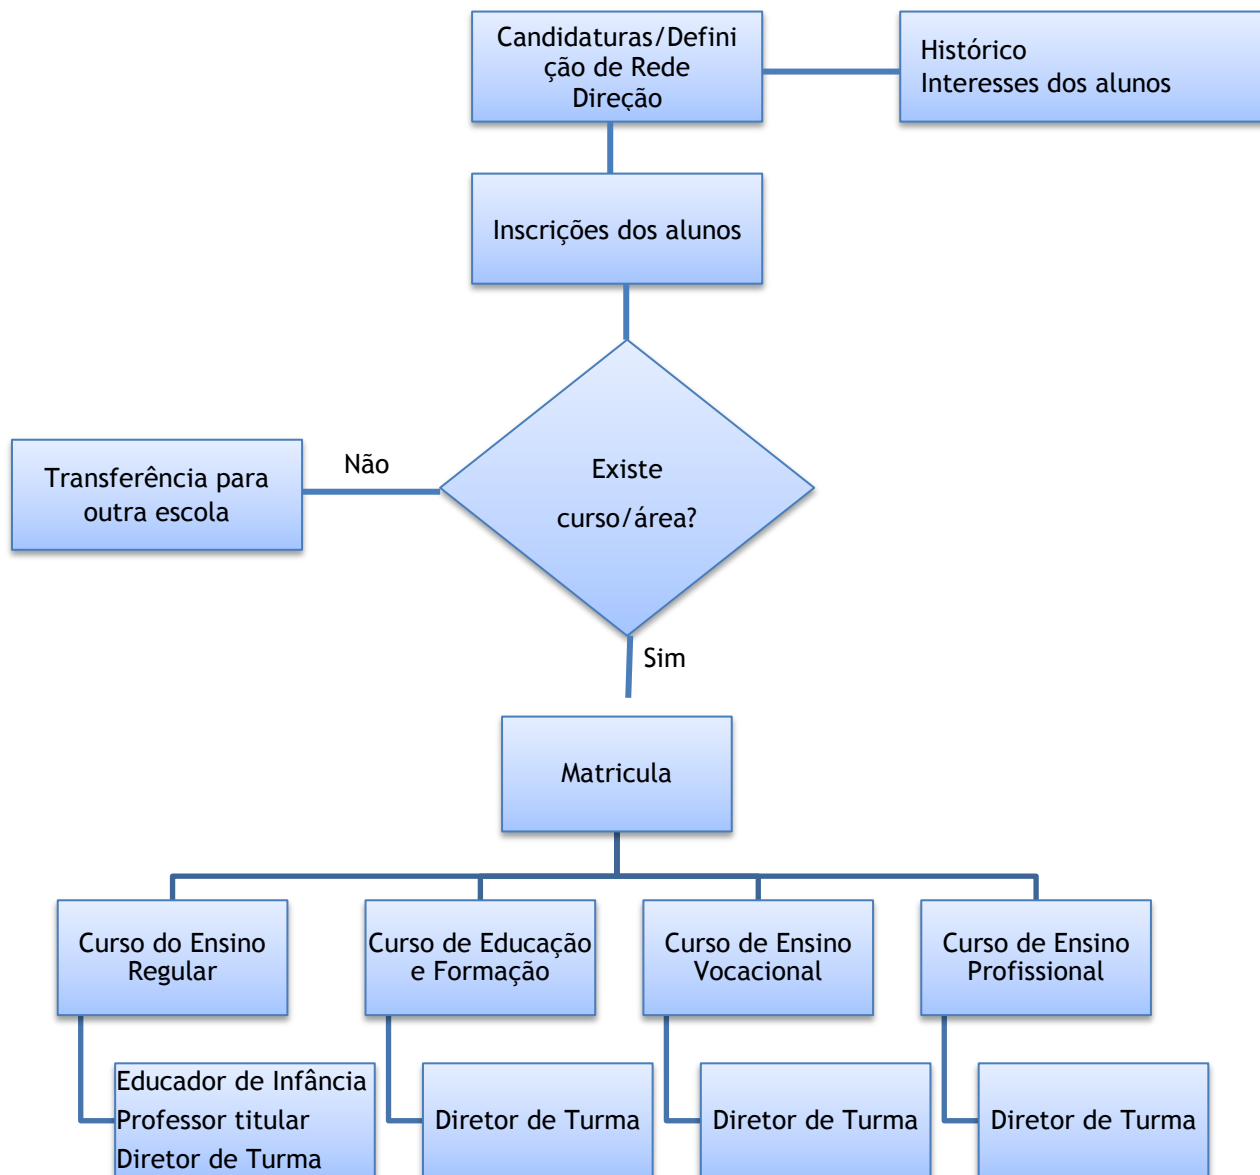 Candidaturas/Defini
ção de Rede
Direção
Histórico
Interesses dos alunos
Inscrições dos alunos
Existe
curso/área?
Não
Transferência para
outra escola
Sim
Matricula
Curso do Ensino
Regular
Curso de Educação
e Formação
Curso de Ensino
Vocacional
Curso de Ensino
Profissional
Educador de Infância
Professor titular
Diretor de Turma
Diretor de Turma
Diretor de Turma
Diretor de Turma